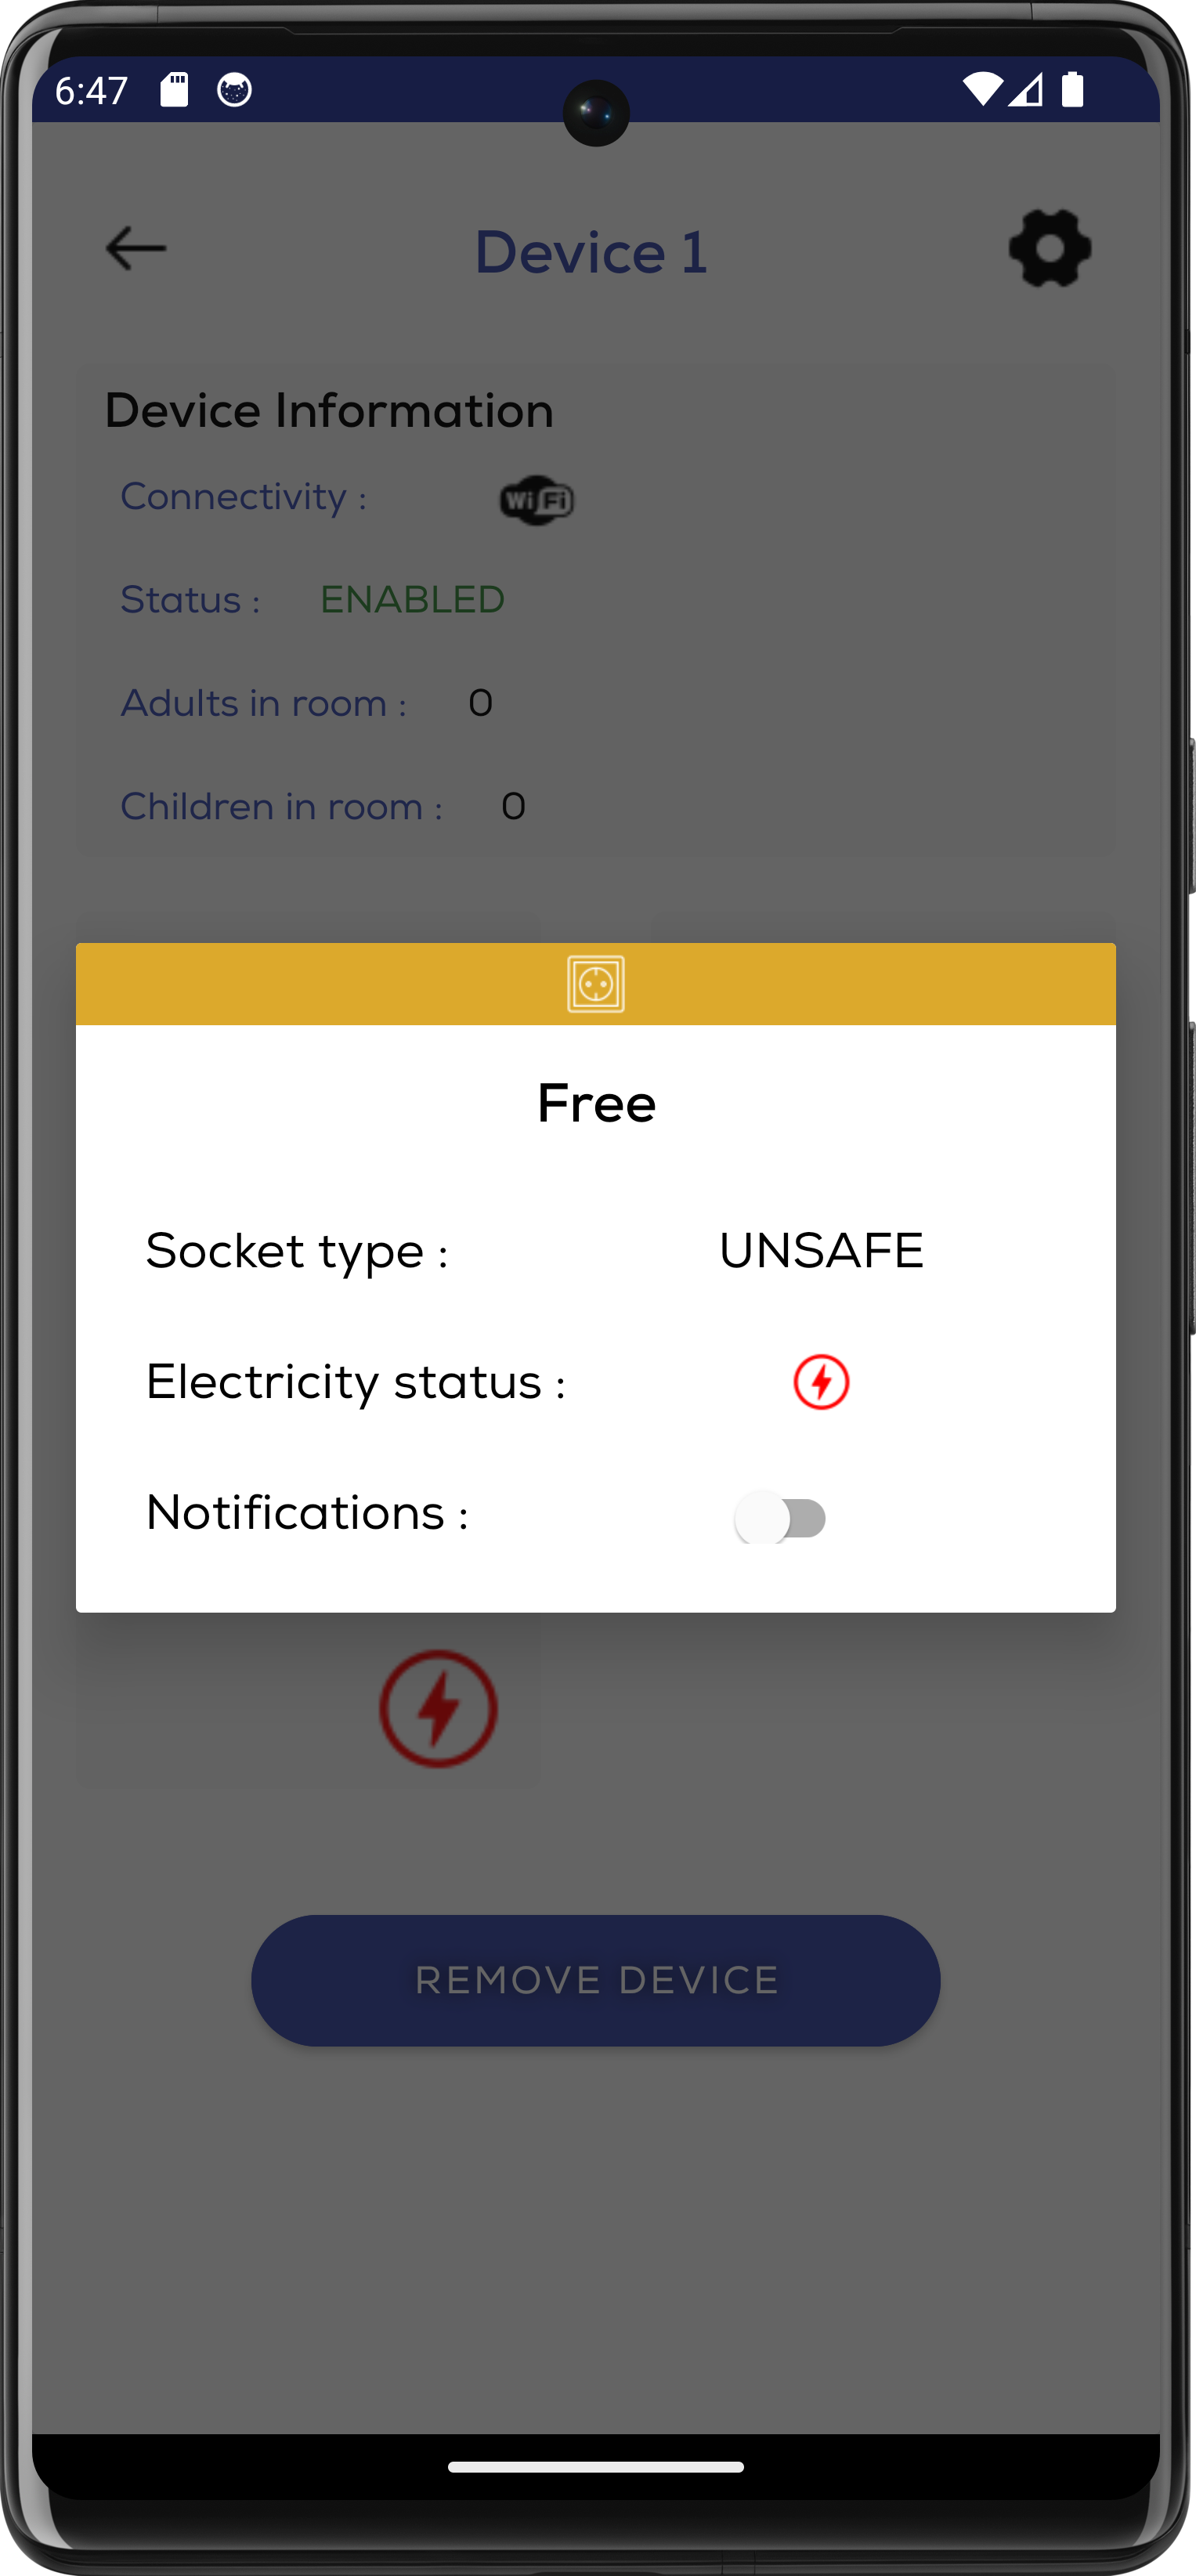 6:47
Device 1
Device Information
Connectivity :
WiFi
Status : ENABLED
Adults in room : 0
Children in room : 0
Free
Socket type : UNSAFE
Electricity status :
Notifications :
REMOVE DEVICE